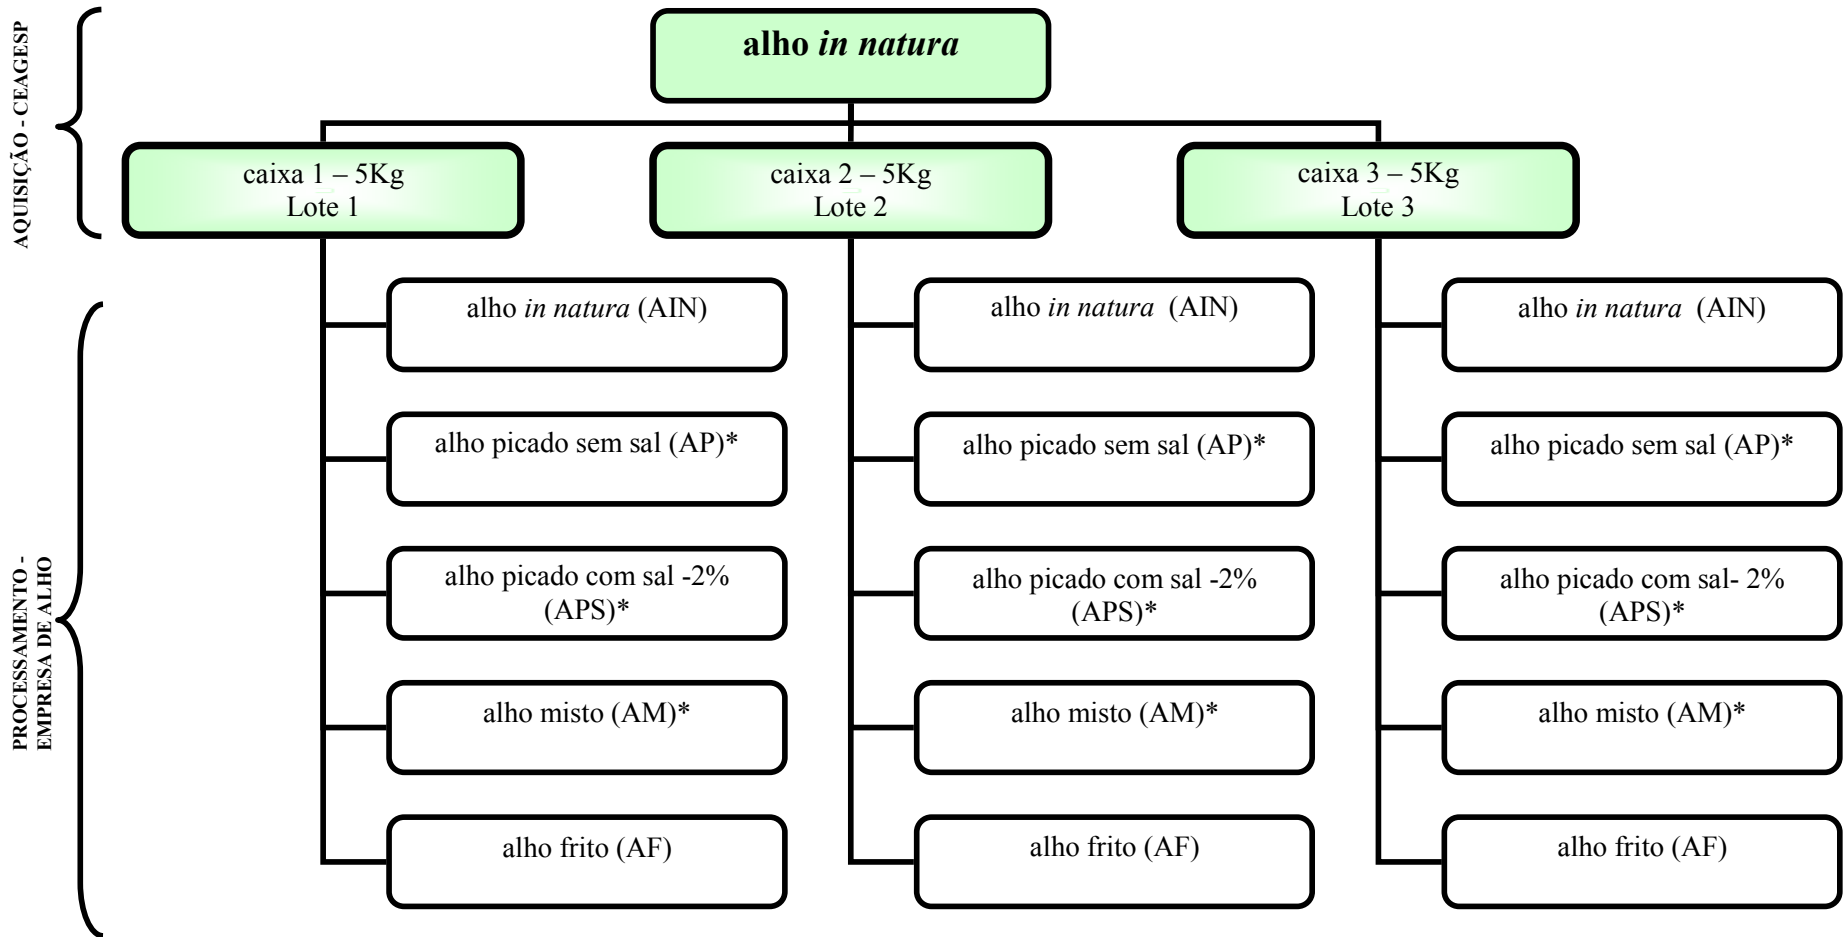 AQUISIÇÃO - CEAGESP
alho in natura
caixa 1 – 5Kg
Lote 1
caixa 2 – 5Kg
Lote 2
caixa 3 – 5Kg
Lote 3
PROCESSAMENTO -
EMPRESA DE ALHO
alho in natura (AIN)
alho in natura  (AIN)
alho in natura  (AIN)
alho picado sem sal (AP)*
alho picado sem sal (AP)*
alho picado sem sal (AP)*
alho picado com sal -2%
(APS)*
alho picado com sal -2%
(APS)*
alho picado com sal- 2%
(APS)*
alho misto (AM)*
alho misto (AM)*
alho misto (AM)*
alho frito (AF)
alho frito (AF)
alho frito (AF)